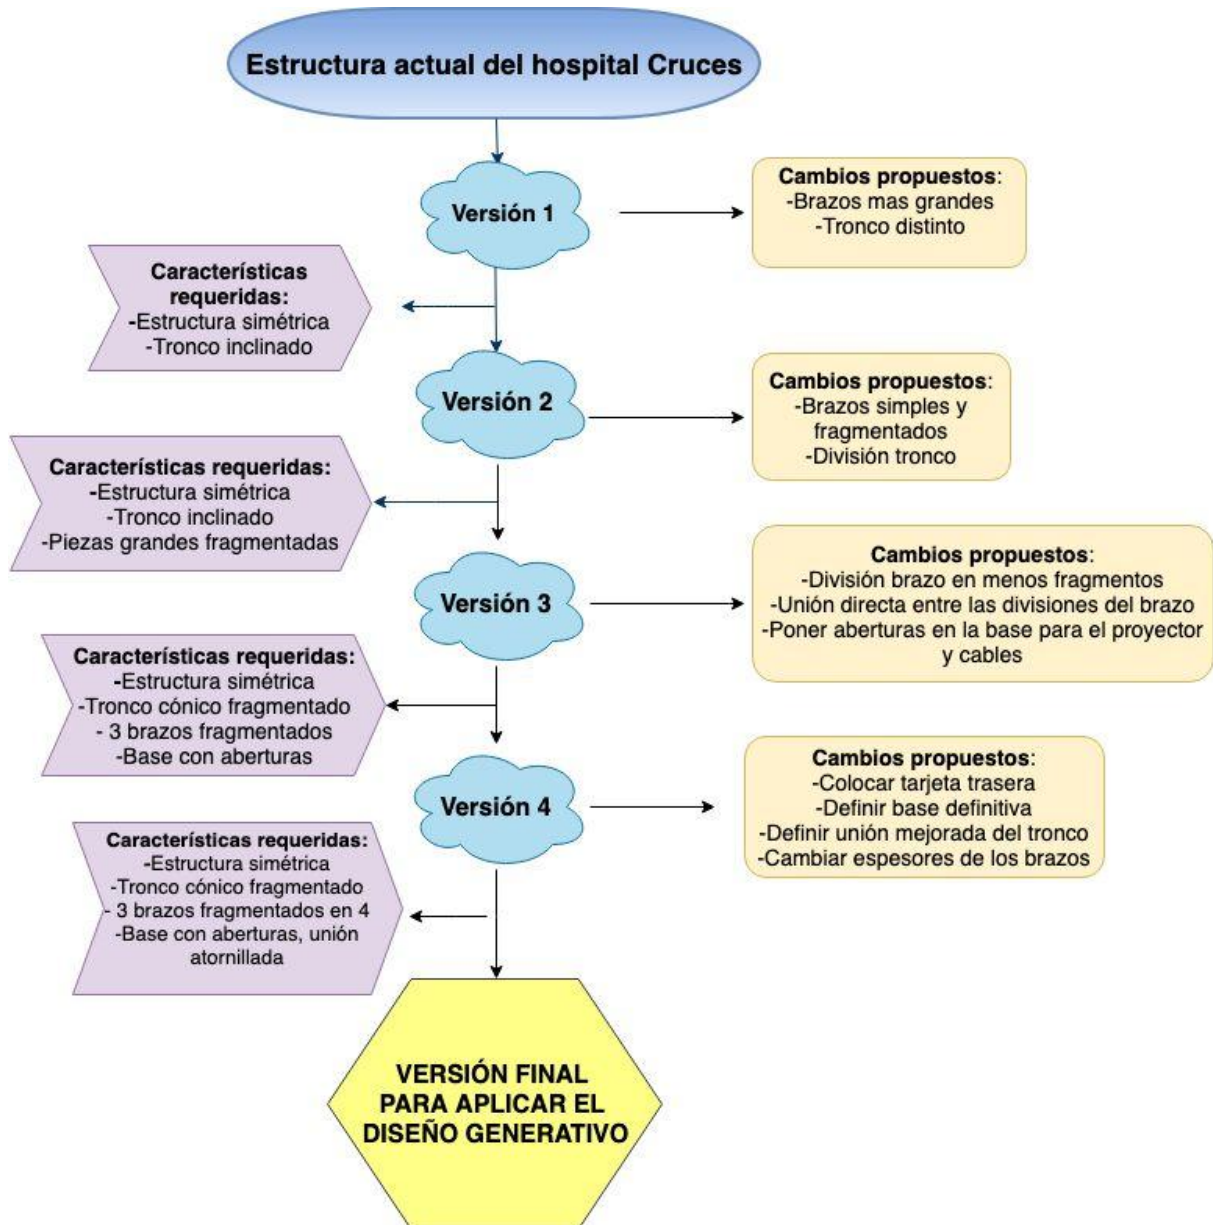 Estructura actual del hospital Cruces
Versión 1
Cambios propuestos:
-Brazos mas grandes
-Tronco distinto
Característícas
requeridas:
-Estructura simétrica
-Tronco inclinado
Versión 2
Cambios propuestos:
-Brazos simples y
fragmentados
-División tronco
Característícas requeridas:
-Estructura simétrica
-Tronco inclinado
-Piezas grandes fragmentadas
Versión 3
Cambios propuestos:
-División brazo en menos fragmentos
-Unión directa entre las divisiones del brazo
-Poner aberturas en la base para el proyector
y cables
Característícas requeridas:
-Estructura simétrica
-Tronco cónico fragmentado
- 3 brazos fragmentados
-Base con aberturas
Versión 4
Cambios propuestos:
-Colocar tarjeta trasera
-Definir base definitiva
-Definir unión mejorada del tronco
-Cambiar espesores de los brazos
Característícas requeridas:
-Estructura simétrica
-Tronco cónico fragmentado
- 3 brazos fragmentados en 4
-Base con aberturas, unión
atornillada
VERSIÓN FINAL
PARA APLICAR EL
DISEÑO GENERATIVO